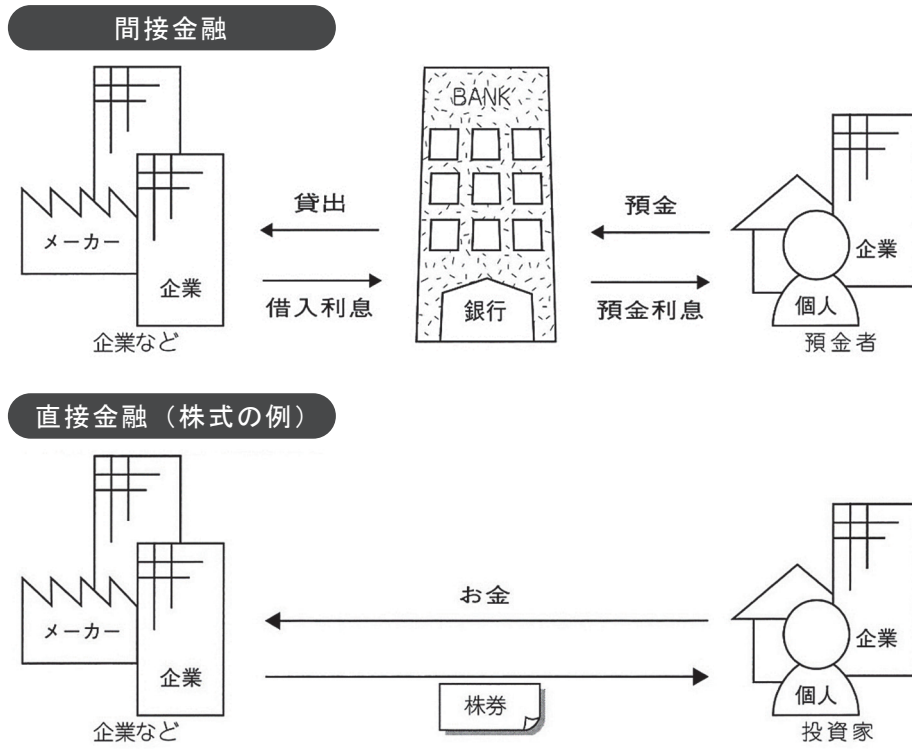 間接金融
BANK
貸出
預金
メーカー
企業
企業
借入利息
銀行
預金利息
個人
企業など
預金者
直接金融（株式の例）
お金
メーカー
企業
企業
株券
個人
企業など
投資家